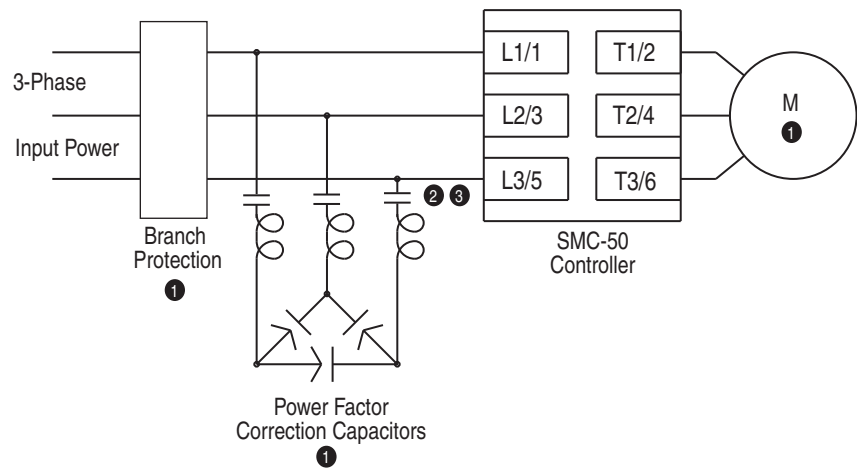 3-Phase
Input Power
Branch
Protection
❶
❷ ❸
L1/1
T1/2
L2/3
T2/4
L3/5
T3/6
SMC-50
Controller
M
❶
Power Factor
Correction Capacitors
❶